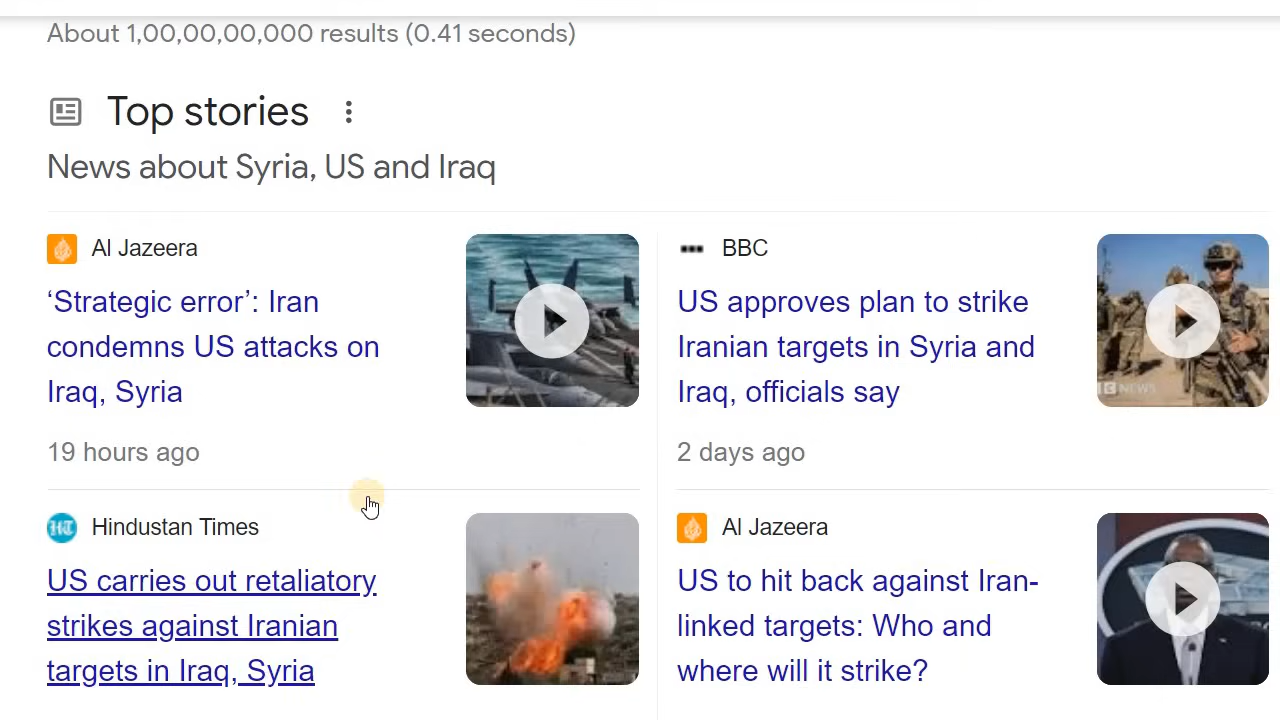 About 1,00,00,00,000 results (0.41 seconds)
Top stories
News about Syria, US and Iraq
Al Jazeera
‘Strategic error’: Iran
condemns US attacks on
Iraq, Syria
19 hours ago
BBC
US approves plan to strike
Iranian targets in Syria and
Iraq, officials say
NEWS
2 days ago
HT
Hindustan Times
US carries out retaliatory
strikes against Iranian
targets in Iraq, Syria
Al Jazeera
US to hit back against Iran-
linked targets: Who and
where will it strike?